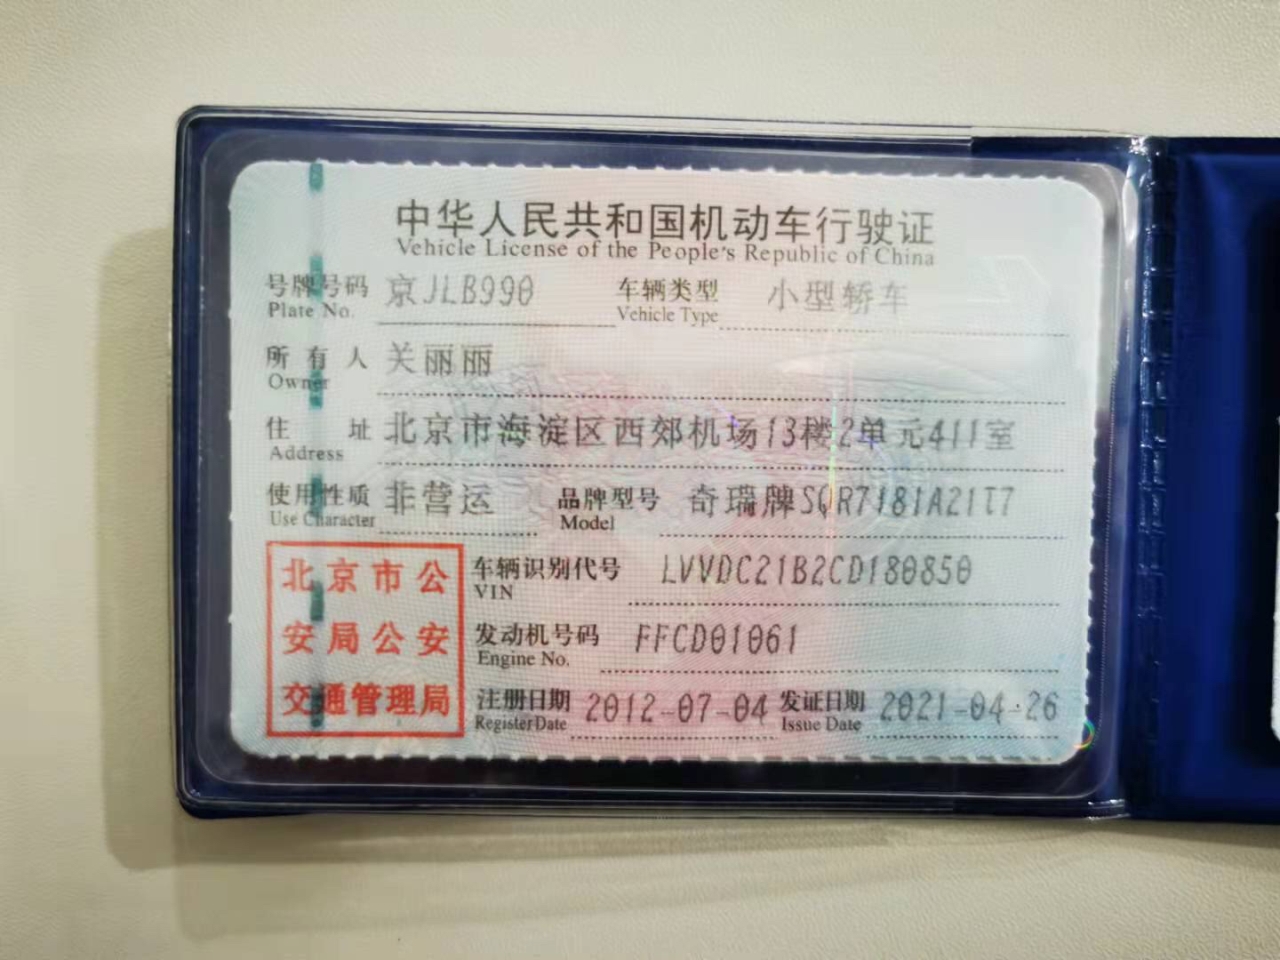 中华人民共和国机动车行驶证
Vehicle License of the People's Republic of China
号牌号码 京JLB990 车辆类型 小型轿车
Plate No. Vehicle Type
所有人 关丽丽
Owner
住址 北京市海淀区西郊机场13楼2单元411室
Address
使用性质 非营运 品牌型号 奇瑞牌SQR7181A21T7
Use Character Model
北京市公
安局公安
交通管理局
车辆识别代号 LVVDC21B2CD180850
VIN
发动机号码 FFCD01061
Engine No.
注册日期 2012-07-04 发证日期 2021-04-26
Register Date Issue Date